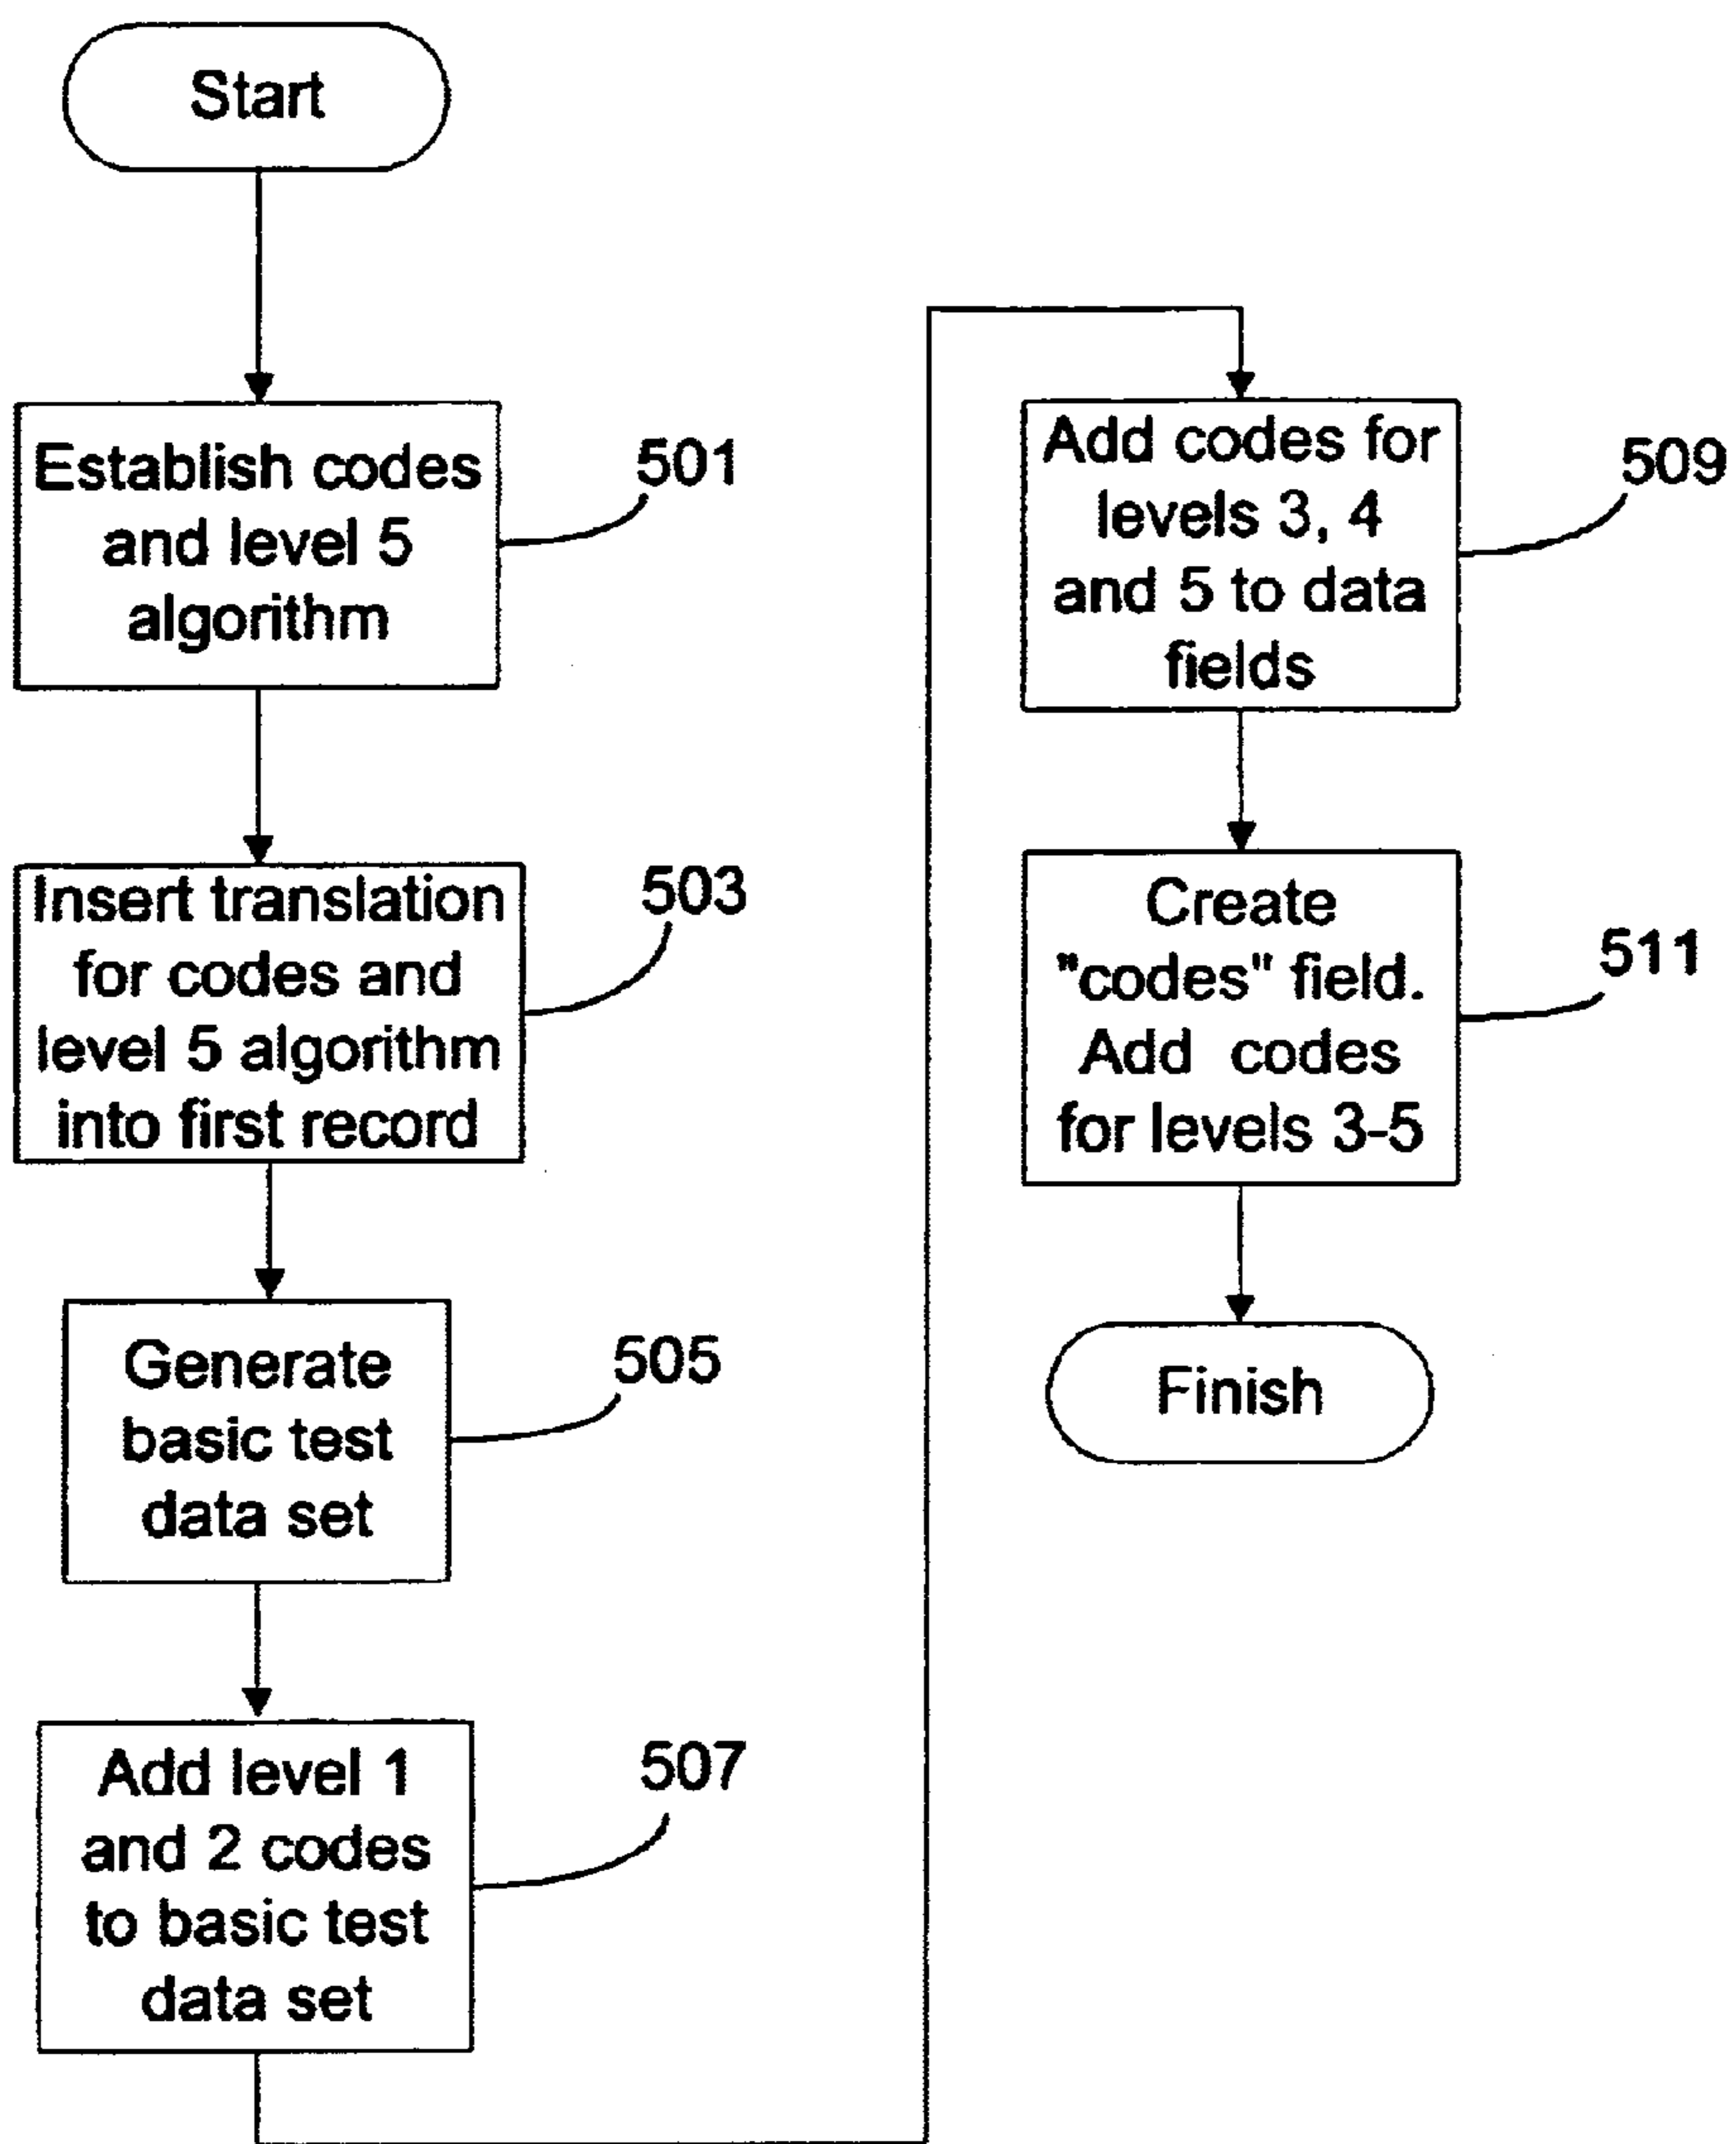 Start
Establish codes
and level 5
algorithm
501
Insert translation
for codes and
level 5 algorithm
into first record
503
Generate
basic test
data set
505
Add level 1
and 2 codes
to basic test
data set
507
Add codes for
levels 3, 4
and 5 to data
fields
509
Create
"codes" field.
Add codes
for levels 3-5
511
Finish